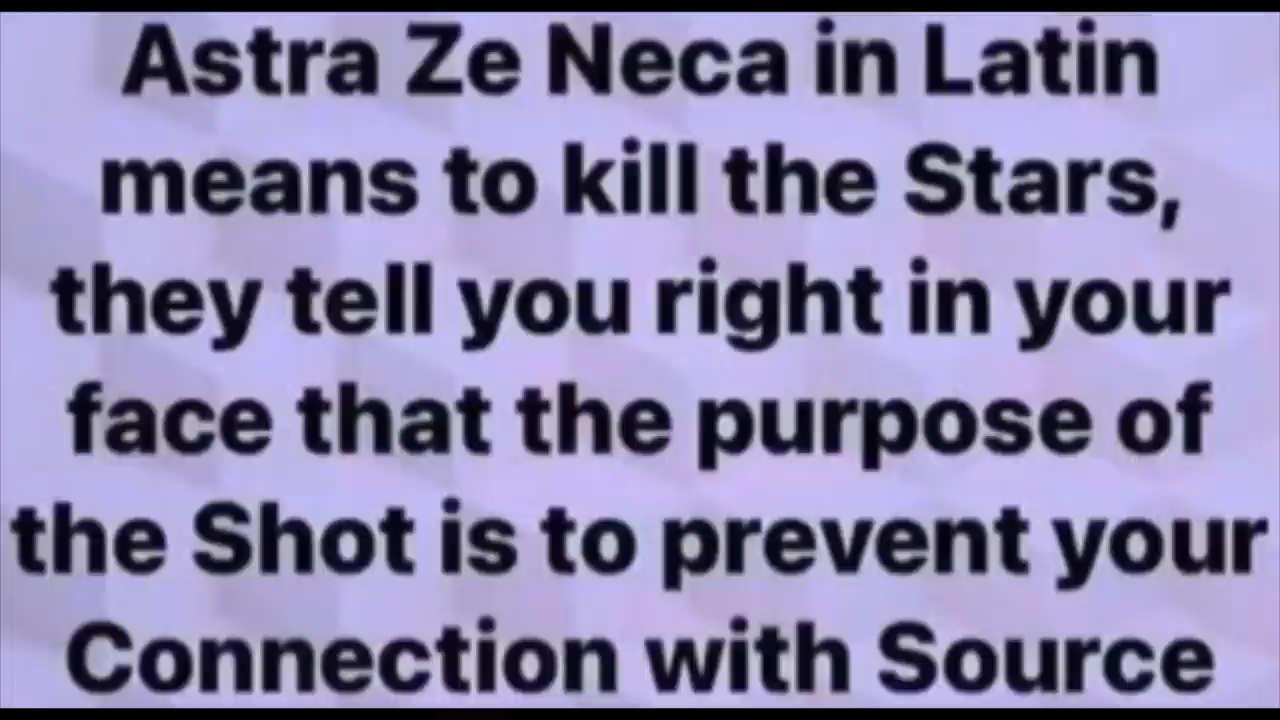 Astra Ze Neca in Latin
means to kill the Stars,
they tell you right in your
face that the purpose of
the Shot is to prevent your
Connection with Source